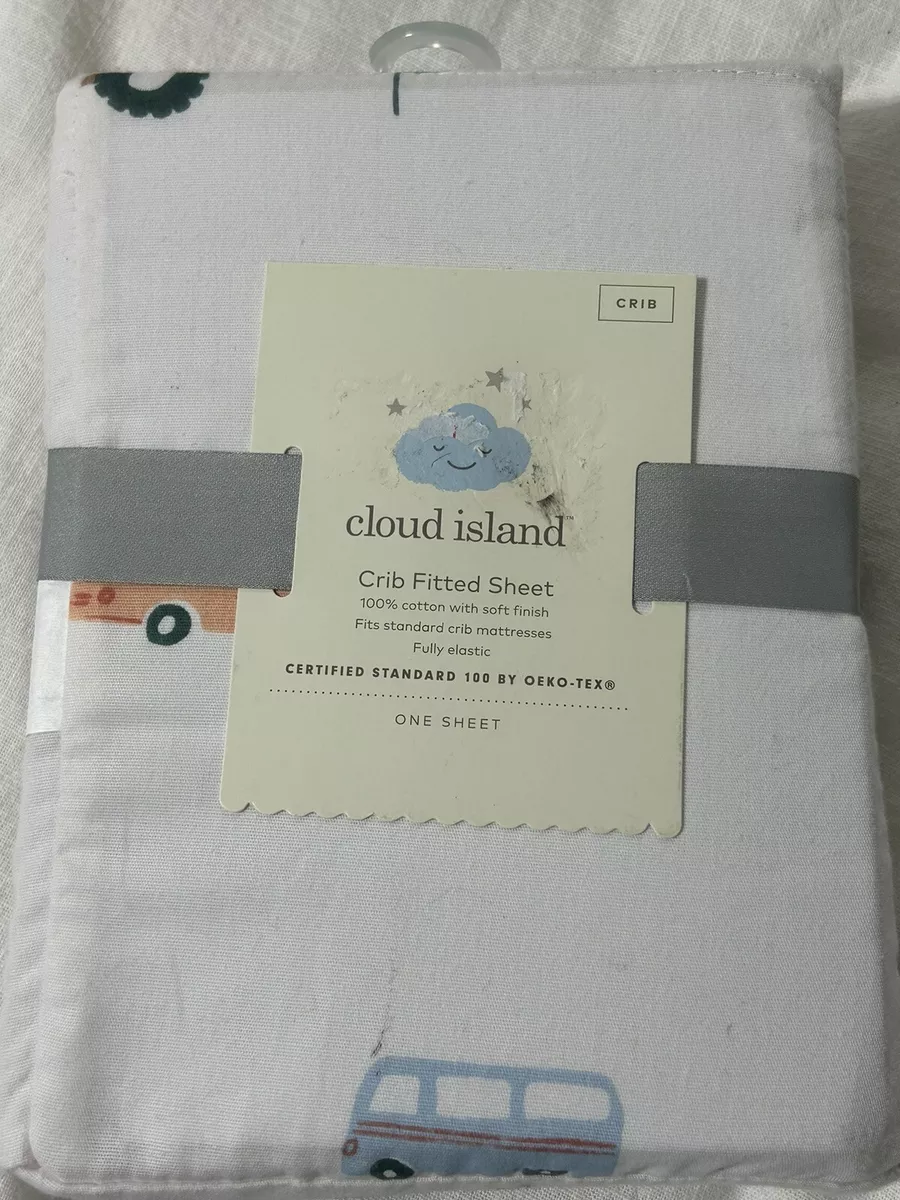 CRIB
cloud island™
Crib Fitted Sheet
100% cotton with soft finish
Fits standard crib mattresses
Fully elastic
CERTIFIED STANDARD 100 BY OEKO-TEX®
ONE SHEET